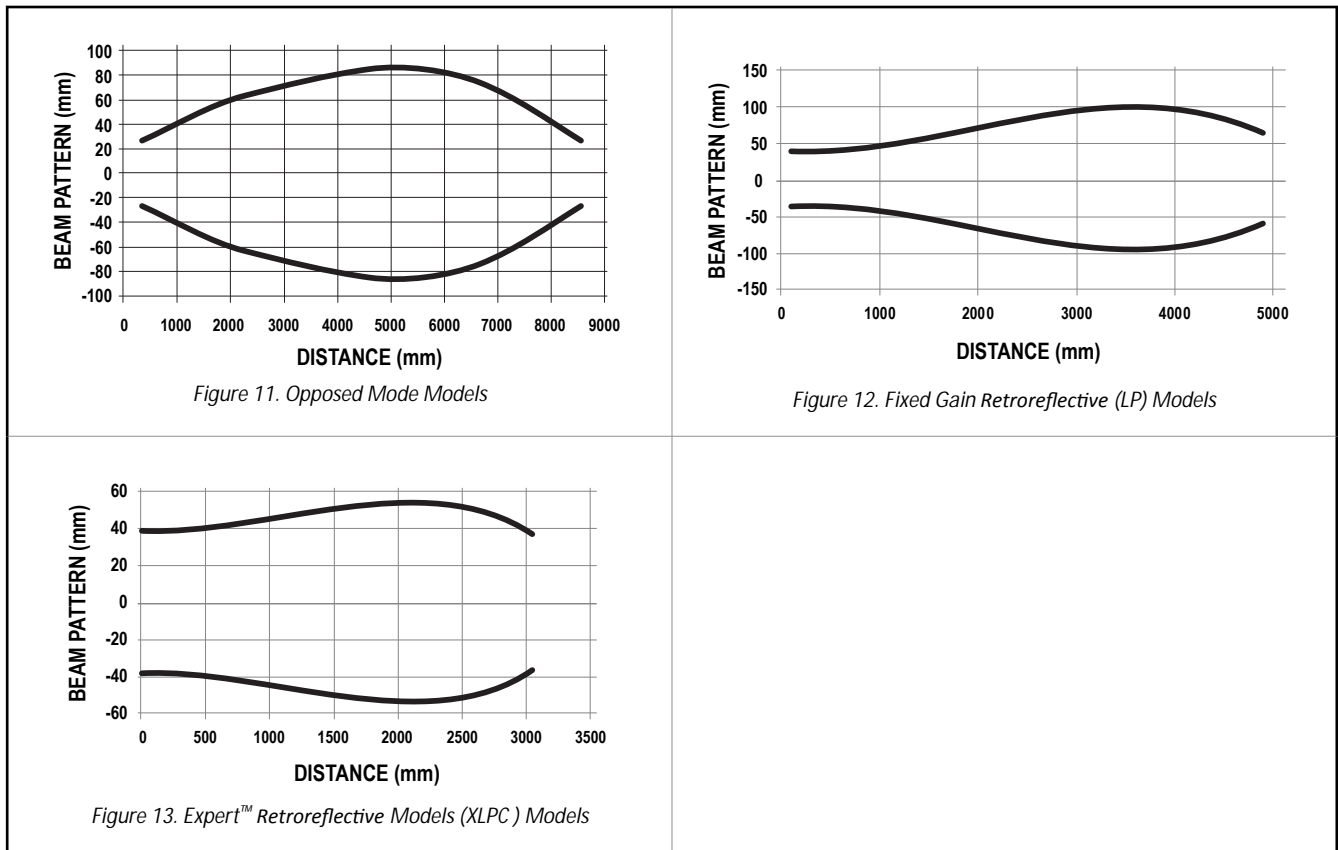 BEAM PATTERN (mm)
100
80
60
40
20
0
-20
-40
-60
-80
-100
0 1000 2000 3000 4000 5000 6000 7000 8000 9000
DISTANCE (mm)
Figure 11. Opposed Mode Models
BEAM PATTERN (mm)
150
100
50
0
-50
-100
-150
0 1000 2000 3000 4000 5000
DISTANCE (mm)
Figure 12. Fixed Gain Retroreflective (LP) Models
BEAM PATTERN (mm)
60
40
20
0
-20
-40
-60
0 500 1000 1500 2000 2500 3000 3500
DISTANCE (mm)
Figure 13. Expert™ Retroreflective Models (XLPC ) Models